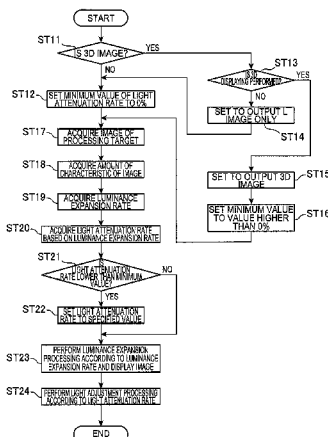 START
ST11
IS 3D IMAGE?
YES
NO
ST13
IS 3D
DISPLAYING PERFORMED?
YES
NO
ST12
SET MINIMUM VALUE OF LIGHT
ATTENUATION RATE TO 0%
SET TO OUTPUT L
IMAGE ONLY
ST14
ST17
ACQUIRE IMAGE OF
PROCESSING TARGET
ST18
ACQUIRE AMOUNT OF
CHARACTERISTIC OF IMAGE
SET TO OUTPUT 3D
IMAGE
ST15
ST19
ACQUIRE LUMINANCE
EXPANSION RATE
SET MINIMUM VALUE
TO VALUE HIGHER
THAN 0%
ST16
ST20
ACQUIRE LIGHT ATTENUATION RATE
BASED ON LUMINANCE EXPANSION RATE
ST21
IS
LIGHT ATTENUATION
RATE LOWER THAN MINIMUM
VALUE?
NO
YES
ST22
SET LIGHT ATTENUATION
RATE TO SPECIFIED VALUE
ST23
PERFORM LUMINANCE EXPANSION
PROCESSING ACCORDING TO LUMINANCE
EXPANSION RATE AND DISPLAY IMAGE
ST24
PERFORM LIGHT ADJUSTMENT PROCESSING
ACCORDING TO LIGHT ATTENUATION RATE
END